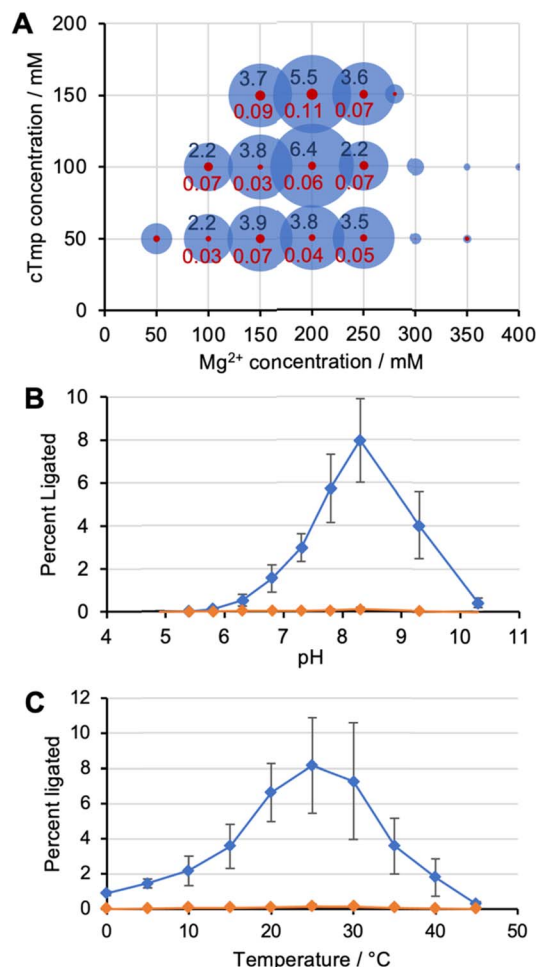 A
cTmp concentration / mM
200
3.7 5.5 3.6
150
0.09 0.11 0.07
2.2 3.8 6.4 2.2
100
0.07 0.03 0.06 0.07
2.2 3.9 3.8 3.5
50
0.03 0.07 0.04 0.05
0
0 50 100 150 200 250 300 350 400
Mg2+ concentration / mM
B
Percent Ligated
10
8
6
4
2
0
4 5 6 7 8 9 10 11
pH
C
Percent ligated
12
10
8
6
4
2
0
0 10 20 30 40 50
Temperature / °C